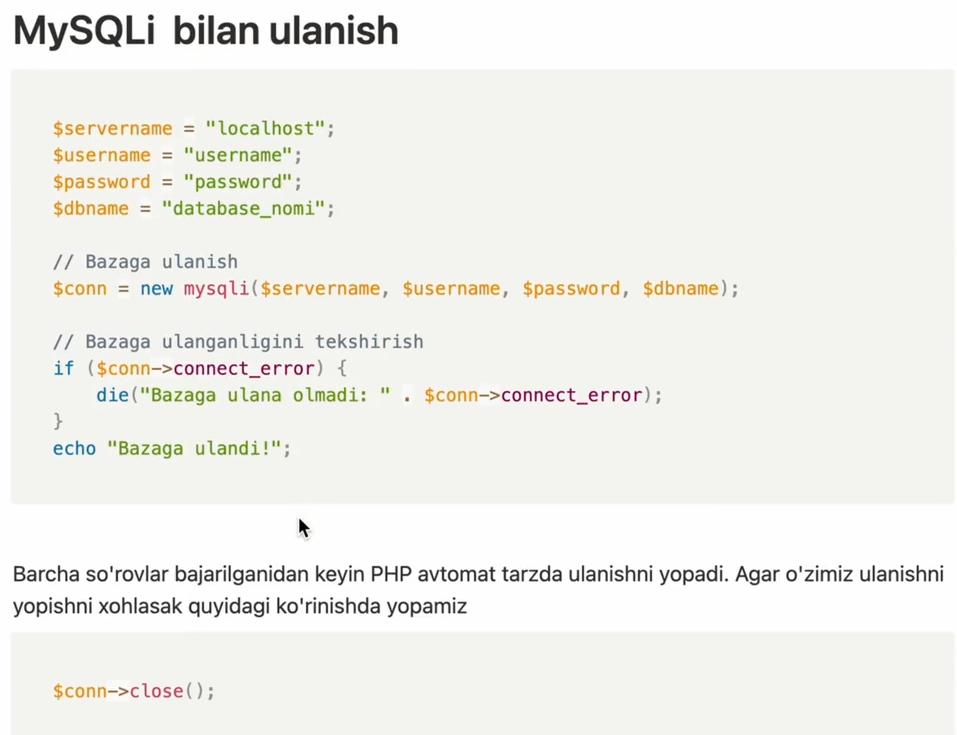 MySQLi bilan ulanish
$servername = "localhost";
$username = "username";
$password = "password";
$dbname = "database_nomi";
// Bazaga ulanish
$conn = new mysqli($servername, $username, $password, $dbname);
// Bazaga ulanganligini tekshirish
if ($conn->connect_error) {
    die("Bazaga ulana olmadi: " . $conn->connect_error);
}
echo "Bazaga ulandi!";
Barcha so'rovlar bajarilganidan keyin PHP avtomat tarzda ulanishni yopadi. Agar o'zimiz ulanishni
yopishni xohlasak quyidagi ko'rinishda yopamiz
$conn->close();